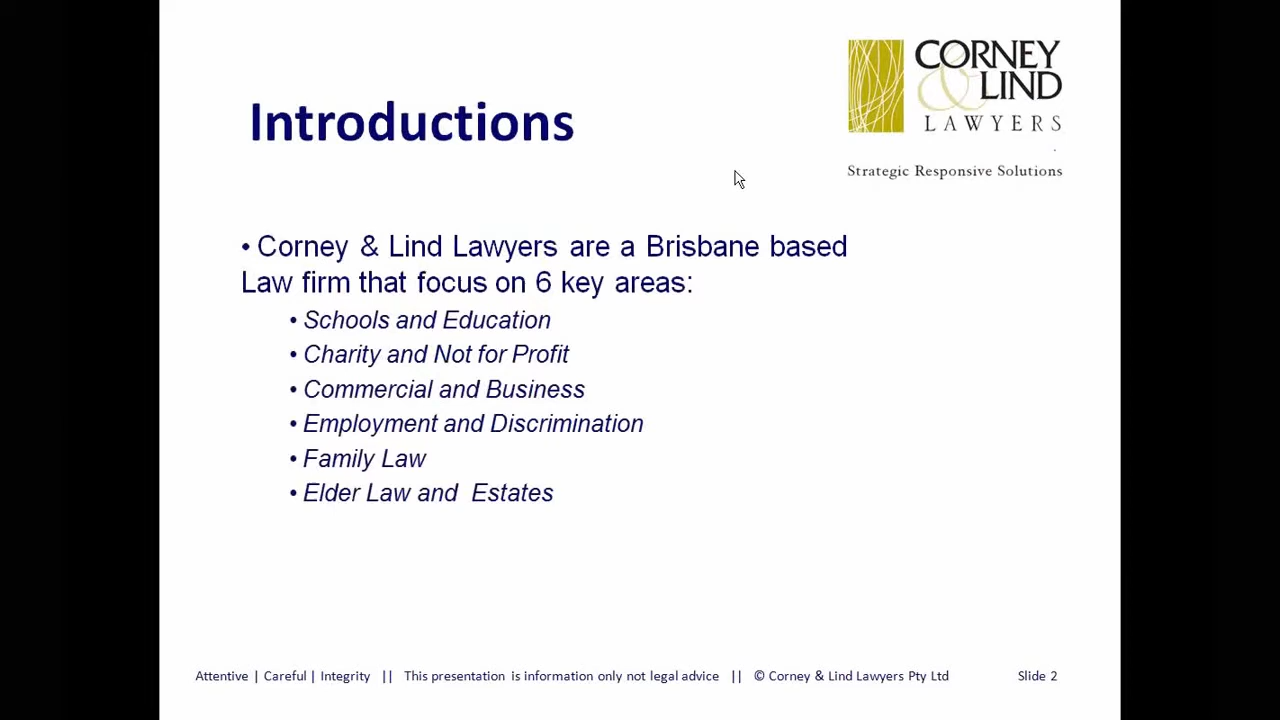 CORNEY
& LIND
LAWYERS
Strategic Responsive Solutions
Introductions
• Corney & Lind Lawyers are a Brisbane based
Law firm that focus on 6 key areas:
• Schools and Education
• Charity and Not for Profit
• Commercial and Business
• Employment and Discrimination
• Family Law
• Elder Law and Estates
Attentive | Careful | Integrity || This presentation is information only not legal advice || © Corney & Lind Lawyers Pty Ltd Slide 2